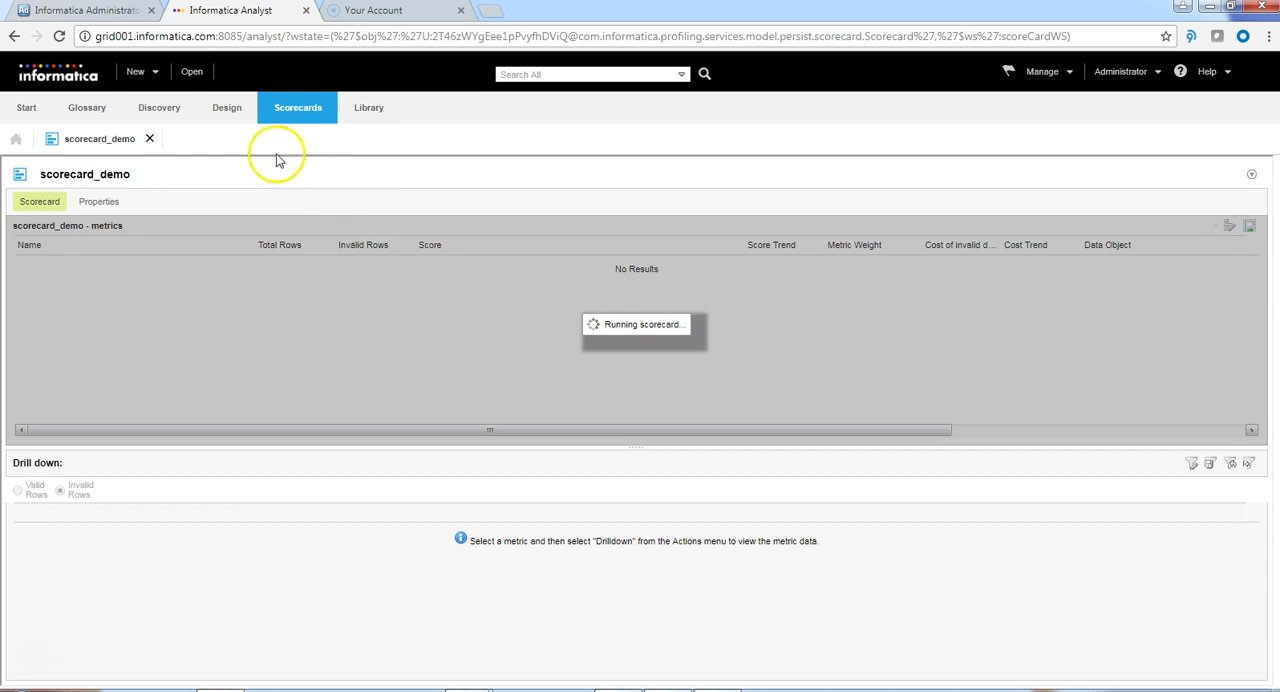 Informatica Administrato
Informatica Analyst
Your Account
grid001.informatica.com:8085/analyst/?wstate=(%27$obj%27:%27U:2T46zWYgEee1pPvyfhDViQ@com.informatica.profiling.services.model.persist.scorecard.Scorecard%27,%27$ws%27:scoreCardWS)
informatica New Open Search All Manage Administrator Help
Start Glossary Discovery Design Scorecards Library
scorecard_demo
scorecard_demo
Scorecard Properties
scorecard_demo - metrics
Name Total Rows Invalid Rows Score Score Trend Metric Weight Cost of invalid d... Cost Trend Data Object
No Results
Running scorecard...
Drill down:
Valid Rows
Invalid Rows
Select a metric and then select "Drilldown" from the Actions menu to view the metric data.